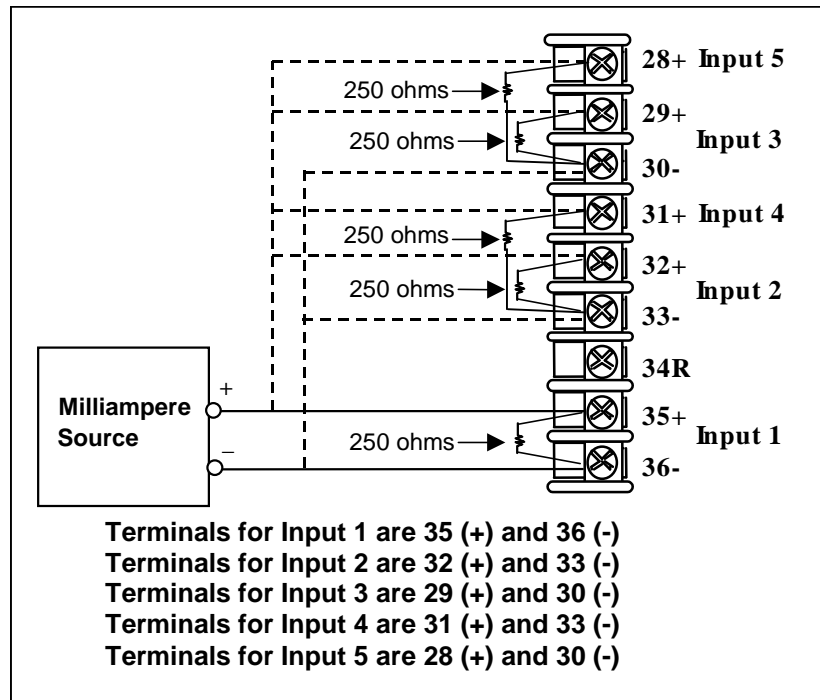 28+ Input 5
250 ohms
29+
250 ohms
Input 3
30-
31+ Input 4
250 ohms
32+
250 ohms
Input 2
33-
34R
+
Milliampere
Source
35+
250 ohms
Input 1
–
36-
Terminals for Input 1 are 35 (+) and 36 (-)
Terminals for Input 2 are 32 (+) and 33 (-)
Terminals for Input 3 are 29 (+) and 30 (-)
Terminals for Input 4 are 31 (+) and 33 (-)
Terminals for Input 5 are 28 (+) and 30 (-)